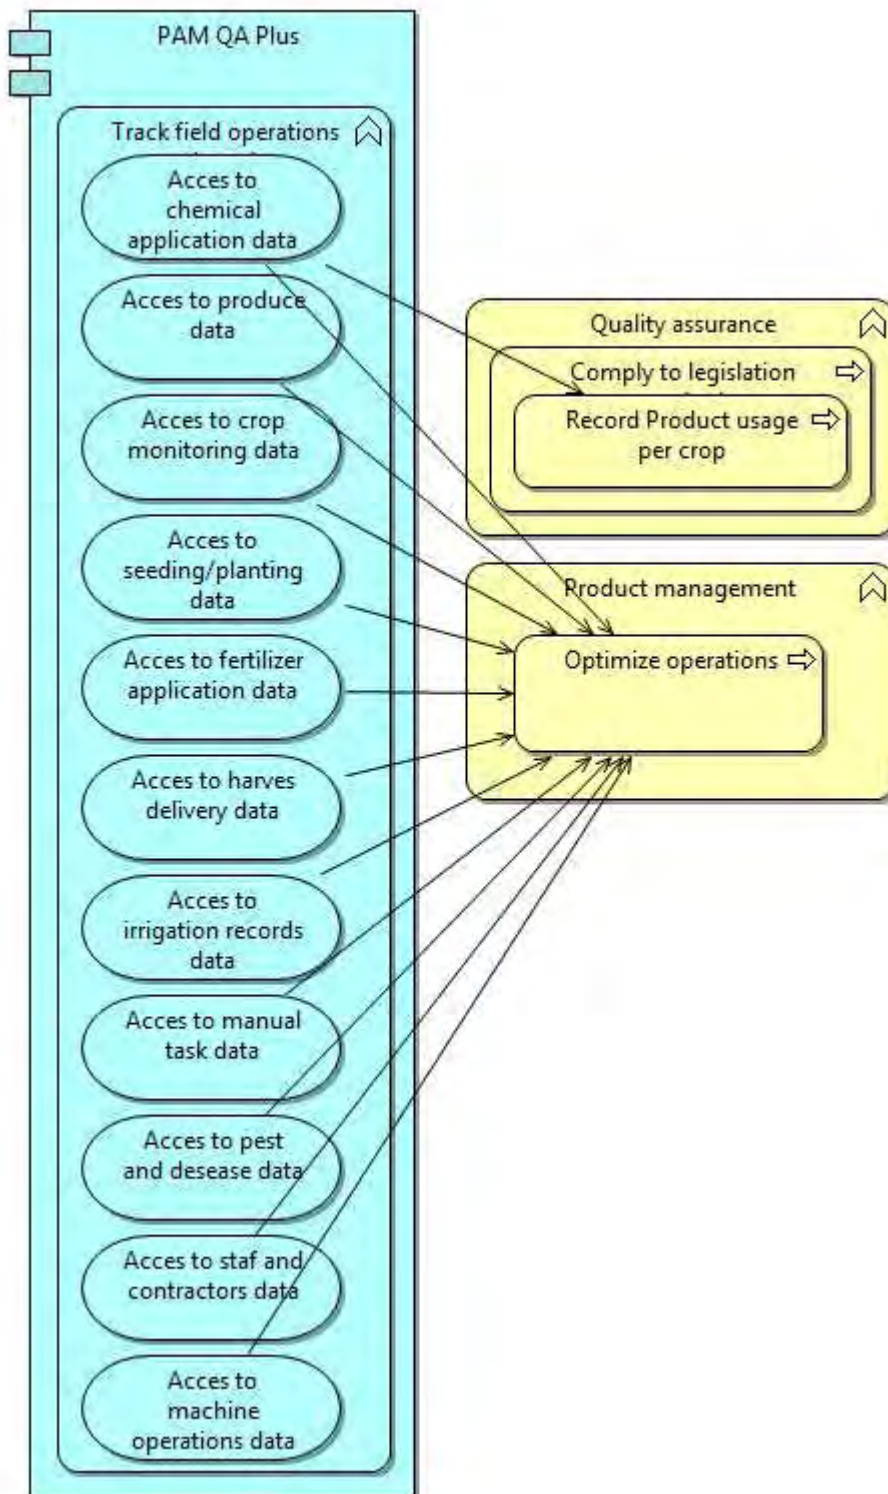 PAM QA Plus
Track field operations
Acces to
chemical
application data
Acces to produce
data
Acces to crop
monitoring data
Acces to
seeding/planting
data
Acces to fertilizer
application data
Acces to harves
delivery data
Acces to
irrigation records
data
Acces to manual
task data
Acces to pest
and desease data
Acces to staf and
contractors data
Acces to
machine
operations data
Quality assurance
Comply to legislation
Record Product usage
per crop
Product management
Optimize operations